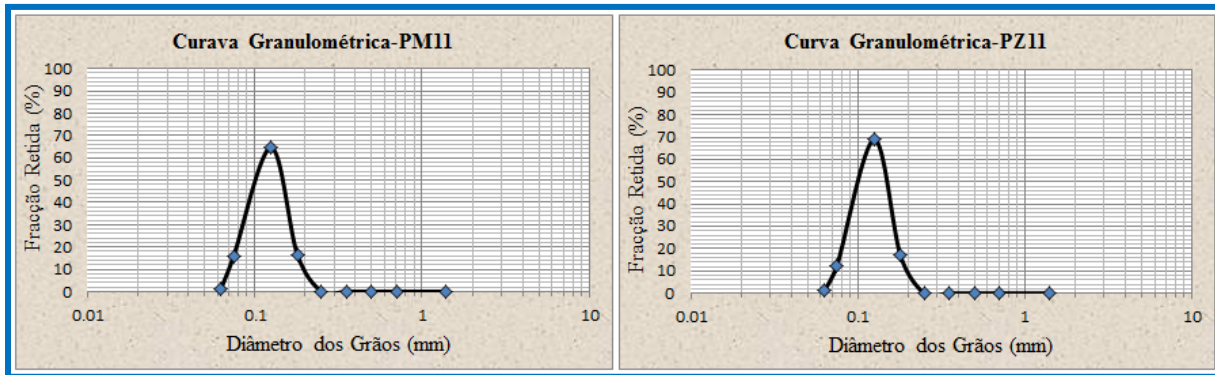 Curava Granulométrica-PM11
Fracção Retida (%)
100
90
80
70
60
50
40
30
20
10
0
0.01 0.1 1 10
Diâmetro dos Grãos (mm)
Curva Granulométrica-PZ11
Fracção Retida (%)
100
90
80
70
60
50
40
30
20
10
0
0.01 0.1 1 10
Diâmetro dos Grãos (mm)